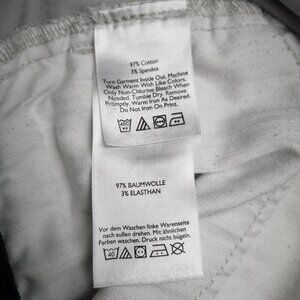 97% Cotton
3% Spandex
Turn Garment Inside Out. Machine
Wash Warm With Like Colors.
Only Non-Chlorine Bleach When
Needed. Tumble Dry. Remove
Promptly. Warm Iron As Desired.
Do Not Iron On Print.
97% BAUMWOLLE
3% ELASTHAN
Vor dem Waschen linke Warenseite
nach außen drehen. Mit ähnlichen
Farben waschen. Druck nicht bügeln.
40